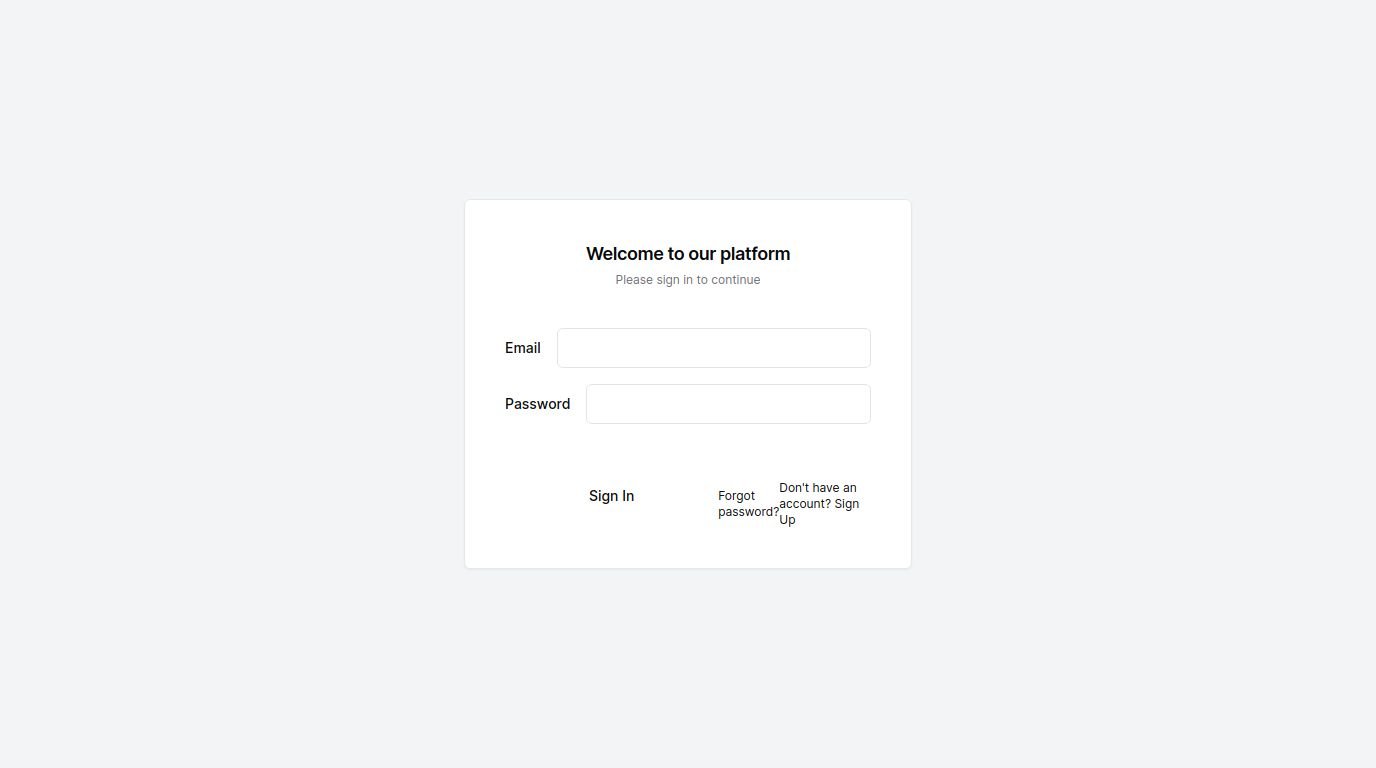 Welcome to our platform
Please sign in to continue
Email
Password
Sign In
Forgot
password?
Don't have an
account? Sign
Up